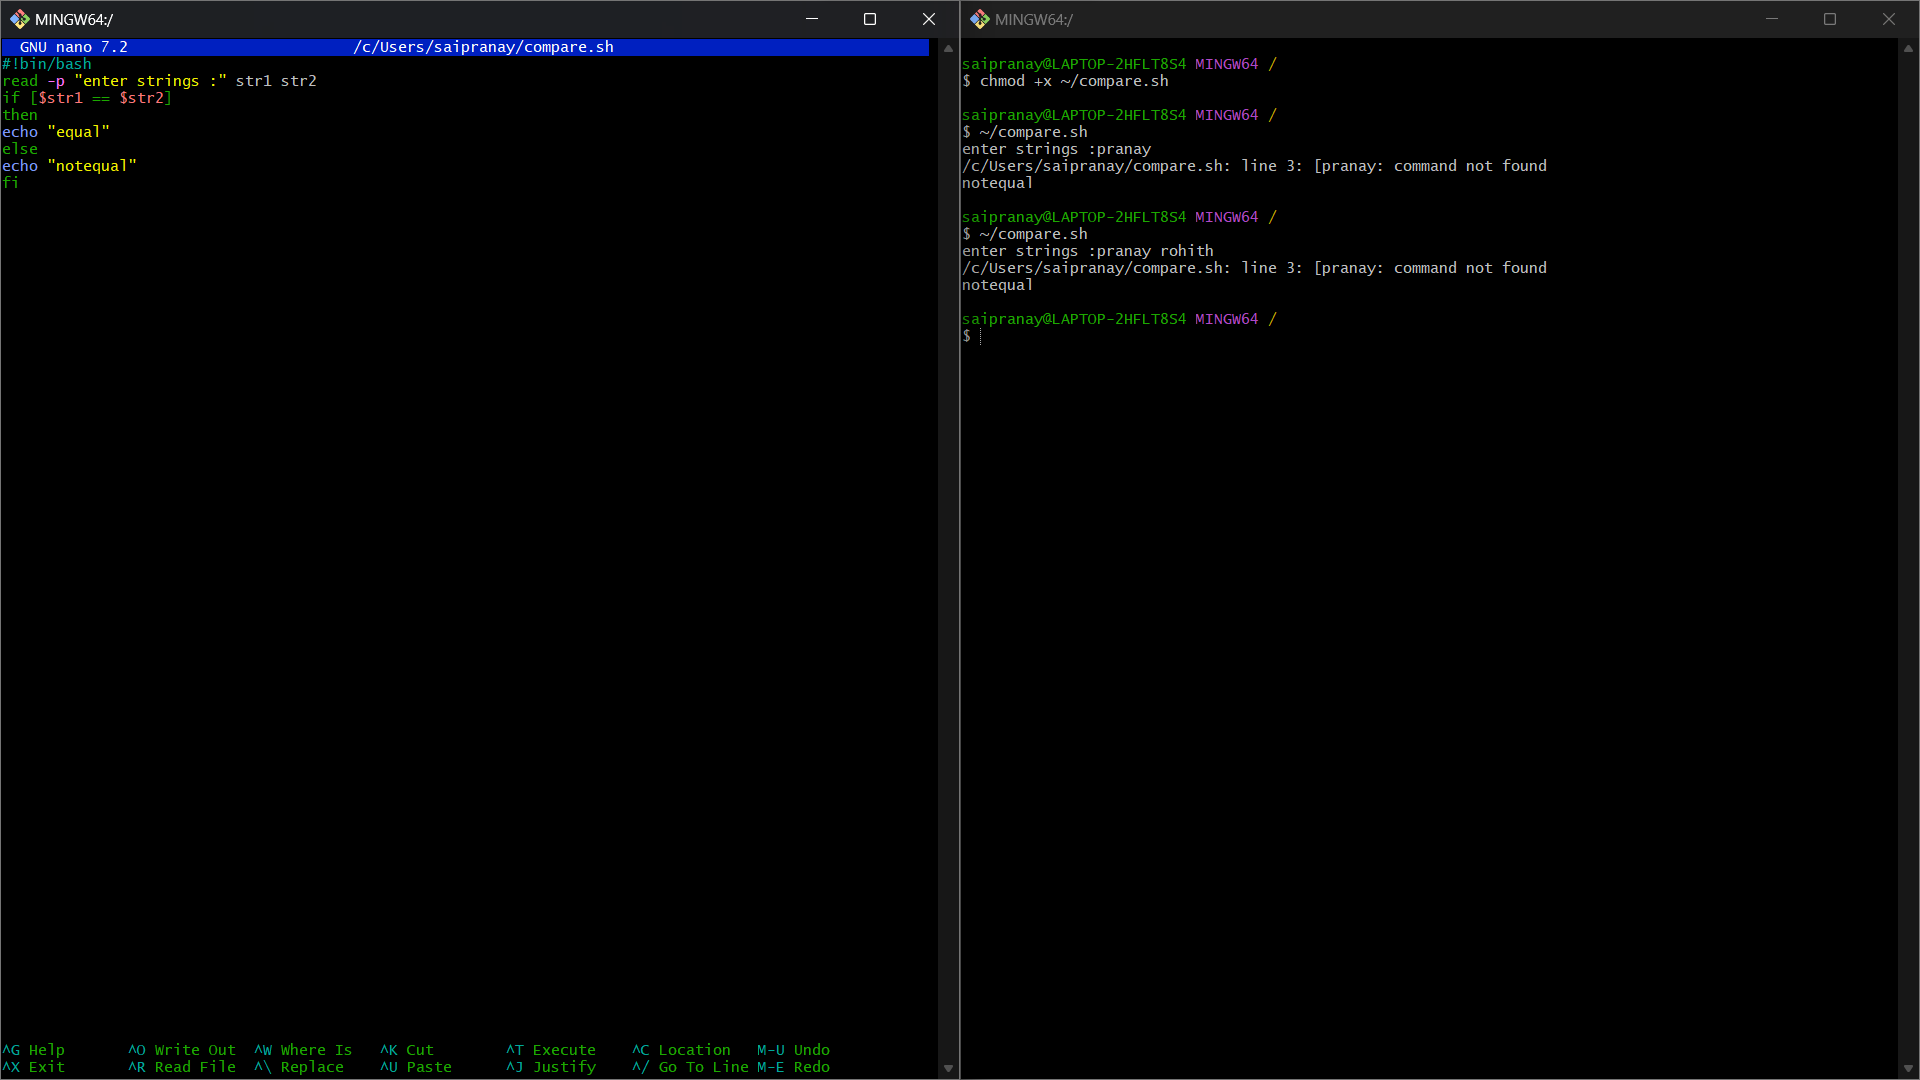 MINGW64:/
GNU nano 7.2 /c/Users/saipranay/compare.sh
#!bin/bash
read -p "enter strings :" str1 str2
if [$str1 == $str2]
then
echo "equal"
else
echo "notequal"
fi
^G Help ^O Write Out ^W Where Is ^K Cut ^T Execute ^C Location M-U Undo
^X Exit ^R Read File ^\ Replace ^U Paste ^J Justify ^/ Go To Line M-E Redo
MINGW64:/
saipranay@LAPTOP-2HFLT8S4 MINGW64 /
$ chmod +x ~/compare.sh
saipranay@LAPTOP-2HFLT8S4 MINGW64 /
$ ~/compare.sh
enter strings :pranay
/c/Users/saipranay/compare.sh: line 3: [pranay: command not found
notequal
saipranay@LAPTOP-2HFLT8S4 MINGW64 /
$ ~/compare.sh
enter strings :pranay rohith
/c/Users/saipranay/compare.sh: line 3: [pranay: command not found
notequal
saipranay@LAPTOP-2HFLT8S4 MINGW64 /
$